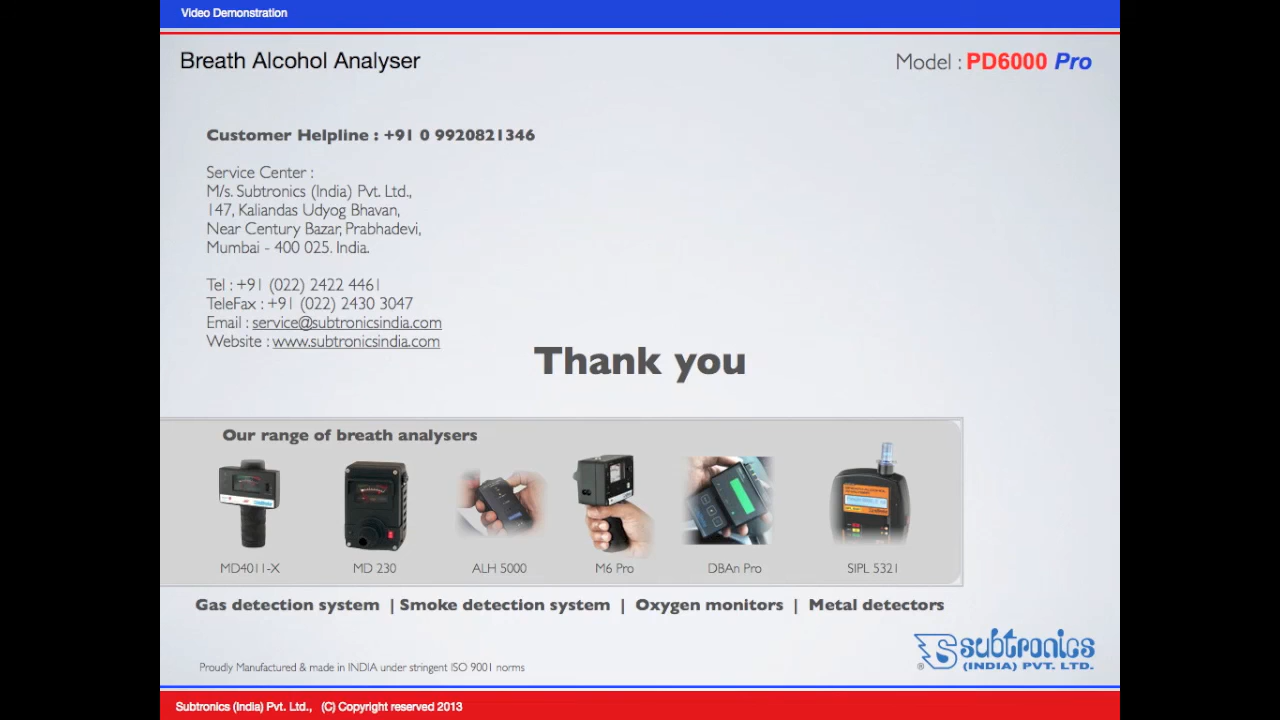 Video Demonstration
Breath Alcohol Analyser
Model : PD6000 Pro
Customer Helpline : +91 0 9920821346
Service Center :
M/s. Subtronics (India) Pvt. Ltd.,
147, Kaliandas Udyog Bhavan,
Near Century Bazar, Prabhadevi,
Mumbai - 400 025. India.
Tel : +91 (022) 2422 4461
TeleFax : +91 (022) 2430 3047
Email : service@subtronicsindia.com
Website : www.subtronicsindia.com
Thank you
Our range of breath analysers
MD4011-X
MD 230
ALH 5000
M6 Pro
DBAn Pro
SIPL 5321
Gas detection system | Smoke detection system | Oxygen monitors | Metal detectors
subtronics
(INDIA) PVT. LTD.
®
Proudly Manufactured & made in INDIA under stringent ISO 9001 norms
Subtronics (India) Pvt. Ltd., (C) Copyright reserved 2013